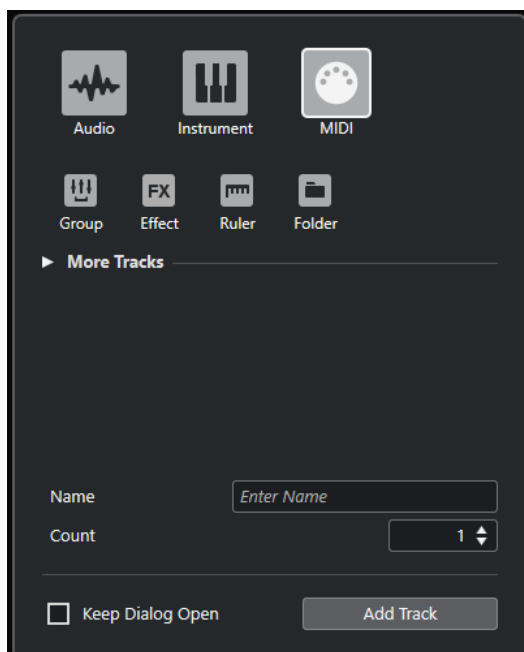 Audio Instrument MIDI
FX
Group Effect Ruler Folder
More Tracks
Name Enter Name
Count 1
Keep Dialog Open Add Track